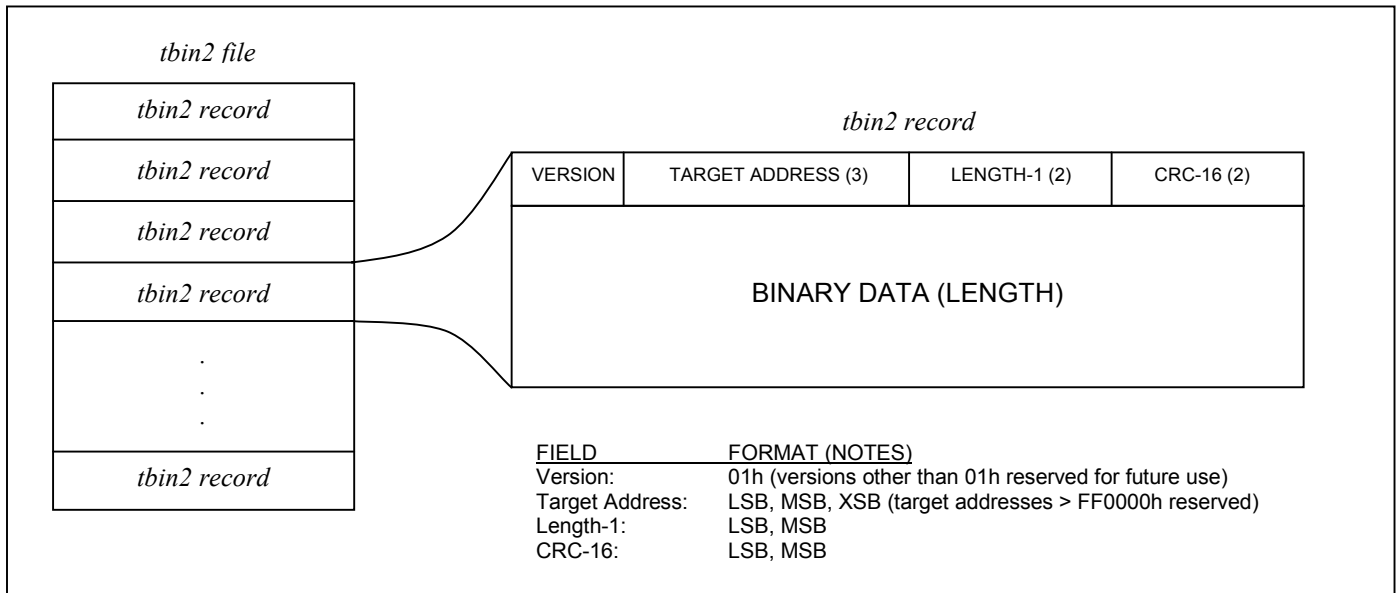 tbin2 file
tbin2 record
tbin2 record
tbin2 record
tbin2 record
.
.
.
tbin2 record
tbin2 record
VERSION TARGET ADDRESS (3) LENGTH-1 (2) CRC-16 (2)
BINARY DATA (LENGTH)
FIELD FORMAT (NOTES)
Version: 01h (versions other than 01h reserved for future use)
Target Address: LSB, MSB, XSB (target addresses > FF0000h reserved)
Length-1: LSB, MSB
CRC-16: LSB, MSB